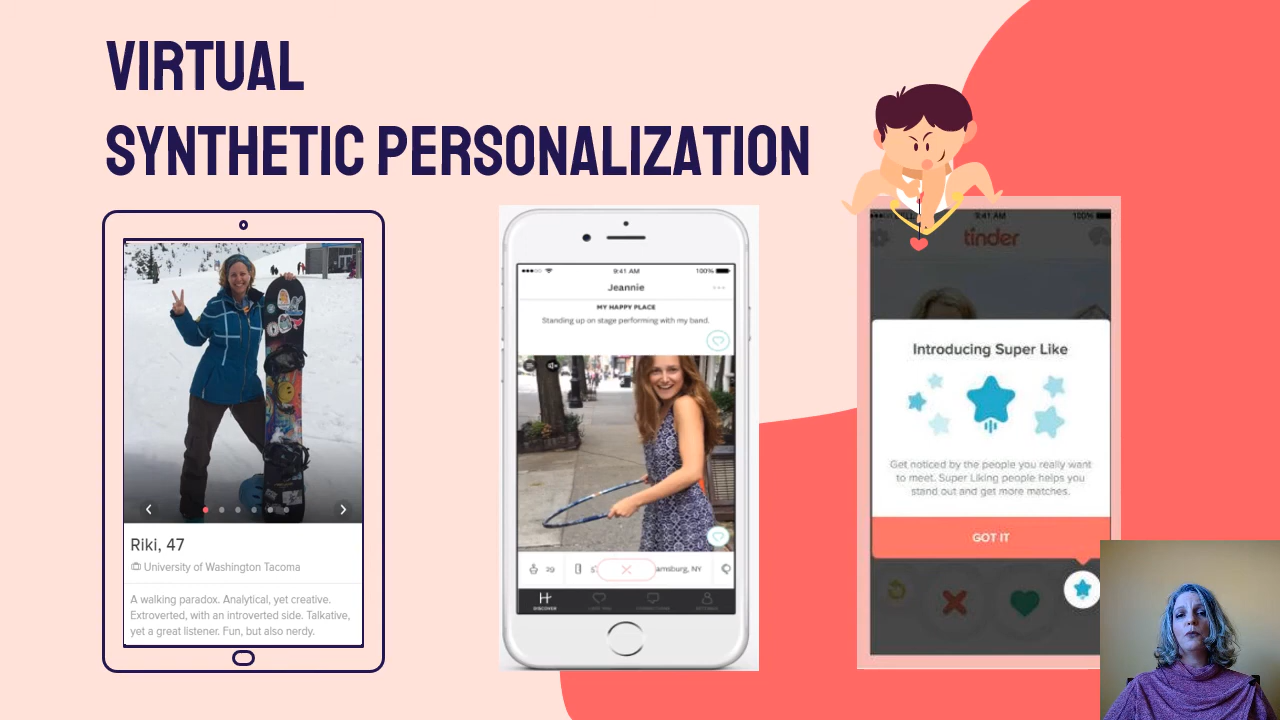 VIRTUAL
SYNTHETIC PERSONALIZATION
Riki, 47
University of Washington Tacoma
A walking paradox. Analytical, yet creative.
Extroverted, with an introverted side. Talkative,
yet a great listener. Fun, but also nerdy.
9:41 AM 100%
Jeannie
MY HAPPY PLACE
Standing up on stage performing with my band.
29
amsburg, NY
DISCOVER
9:41 AM 100%
tinder
Introducing Super Like
Get noticed by the people you really want
to meet. Super Liking people helps you
stand out and get more matches.
GOT IT